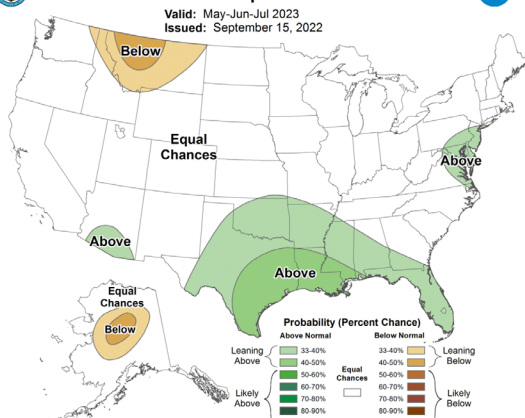 Valid: May-Jun-Jul 2023
Issued: September 15, 2022
Below
Equal
Chances
Above
Above
Above
Equal
Chances
Below
Probability (Percent Chance)
Above Normal
Below Normal
Leaning
Above
33-40%
40-50%
Likely
Above
50-60%
60-70%
70-80%
80-90%
Equal
Chances
33-40%
40-50%
Leaning
Below
50-60%
60-70%
70-80%
80-90%
Likely
Below